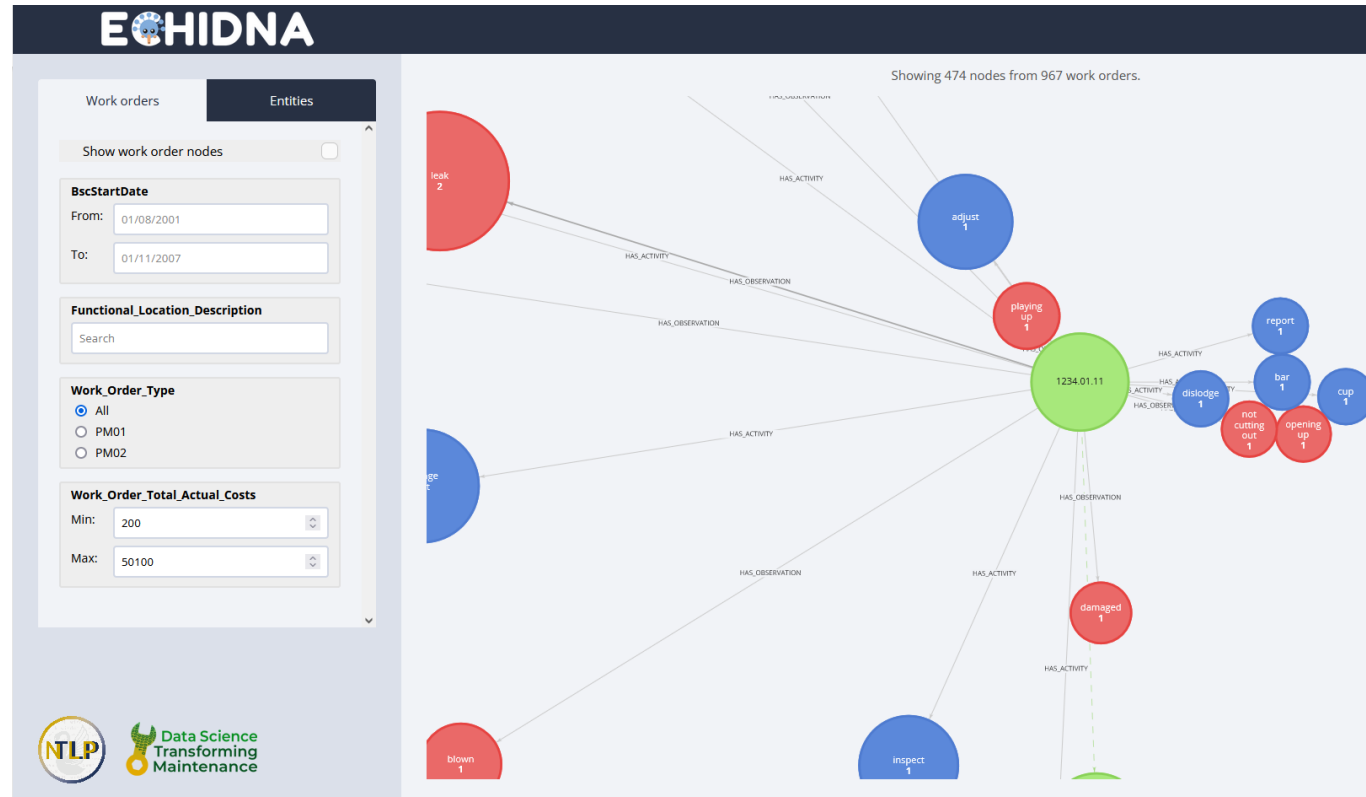 ECHIDNA
Work orders
Entities
Show work order nodes
BscStartDate
From:
01/08/2001
To:
01/11/2007
Functional_Location_Description
Search
Work_Order_Type
All
PM01
PM02
Work_Order_Total_Actual_Costs
Min:
200
Max:
50100
NTLP
Data Science
Transforming
Maintenance
Showing 474 nodes from 967 work orders.
HAS_OBSERVATION
leak
2
HAS_ACTIVITY
adjust
1
HAS_ACTIVITY
HAS_OBSERVATION
playing
up
1
HAS_OBSERVATION
report
1
HAS_ACTIVITY
1234.01.11
bar
1
dislodge
1
cup
1
not
cutting
out
1
opening
up
1
HAS_ACTIVITY
ge
HAS_OBSERVATION
HAS_OBSERVATION
HAS_ACTIVITY
damaged
1
HAS_ACTIVITY
blown
1
inspect
1